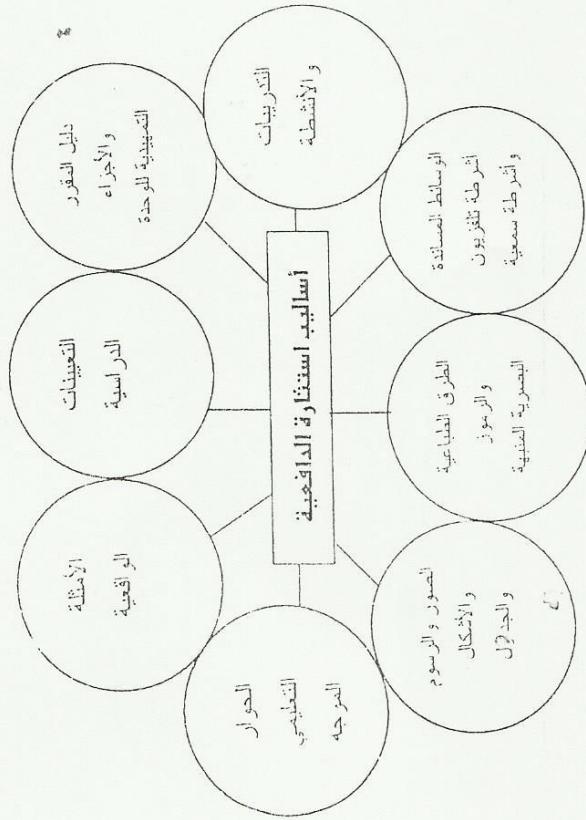 أساليب استثارة الدافعية
التدريبات
والأنشطة
الوسائط المساندة
أشرطة تلفزيون
وأشرطة سمعية
الطرق الطباعية
والرموز
البصرية المنبهة
الصور والرسوم
والأشكال
والجداول
الحوار
التعليمي
الموجه
الأمثلة
الواقعية
التعيينات
الدراسية
دليل المقرر
والأجزاء
التمهيدية للوحدة